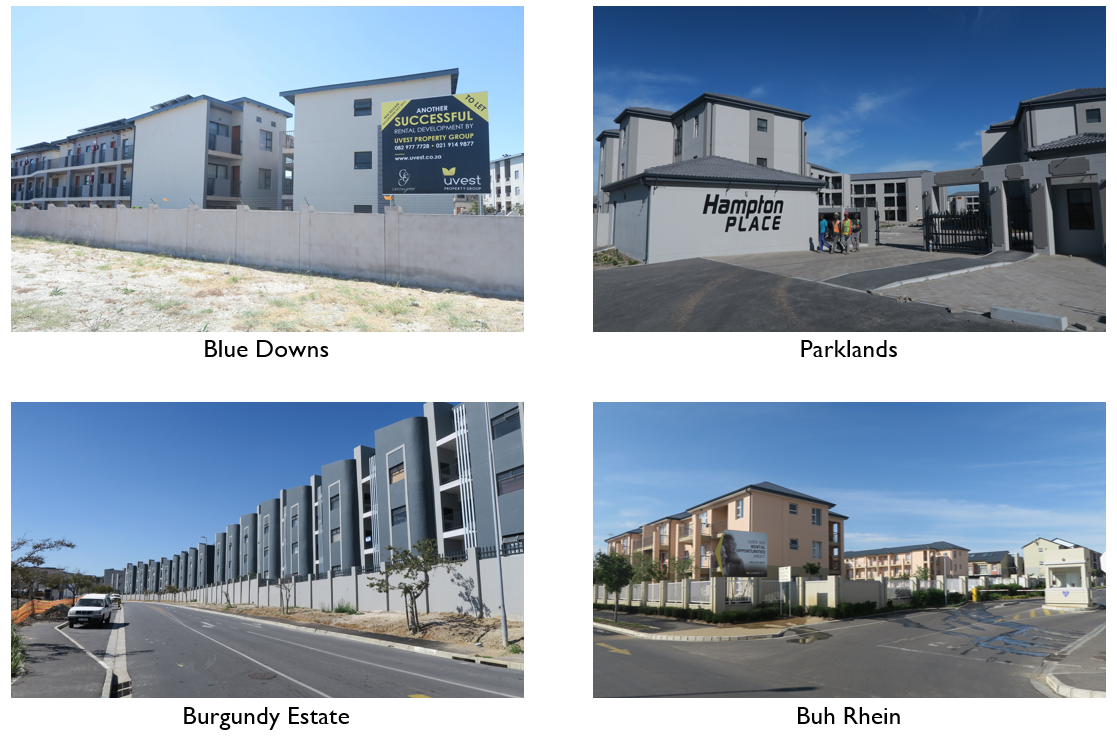 TO LET
ANOTHER
SUCCESSFUL
RENTAL DEVELOPMENT BY
UVEST PROPERTY GROUP
082 977 7728 • 021 914 9877
www.uvest.co.za
uvest
PROPERTY GROUP
Blue Downs
Hampton
PLACE
Parklands
Burgundy Estate
RENTAL
OPPORTUNITIES
Buh Rhein